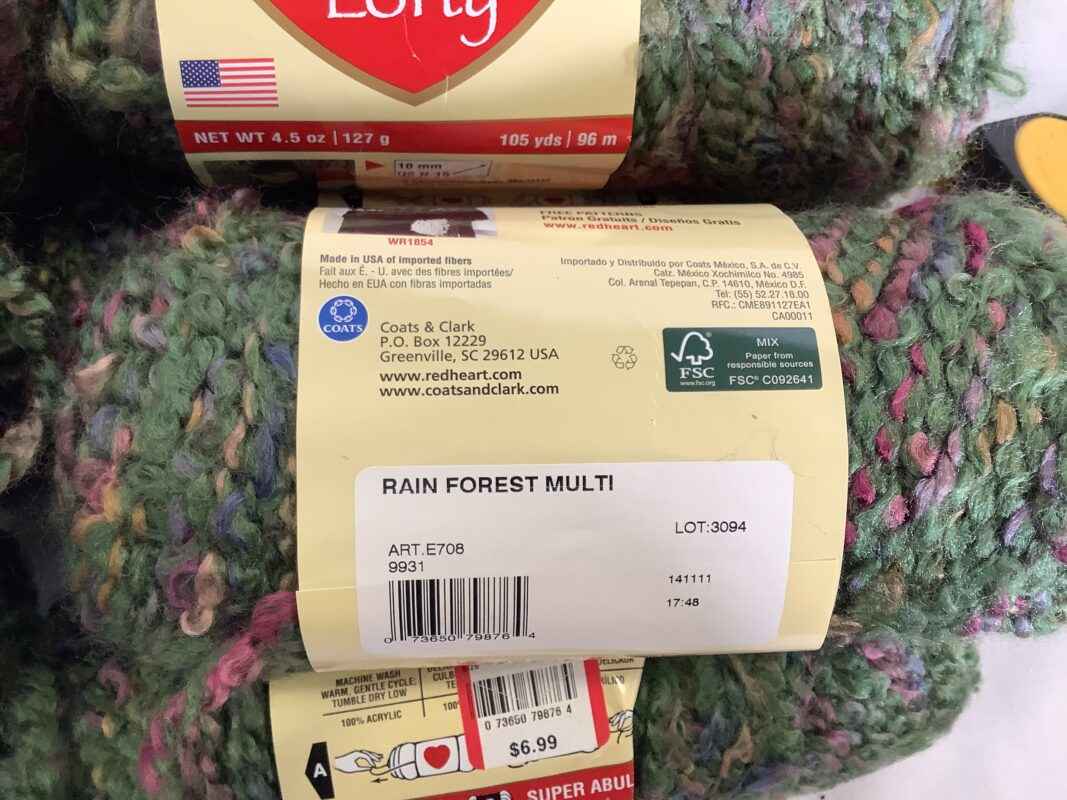 Lofty
NET WT 4.5 oz | 127 g
105 yds | 96 m
10 mm
WR1854
FREE PATTERNS
Patron Gratuits / Diseños Gratis
www.redheart.com
Made in USA of imported fibers
Fait aux É. - U. avec des fibres importées/
Hecho en EUA con fibras importadas
Importado y Distribuido por Coats México, S.A. de C.V.
Calz. México Xochimilco No. 4985
Col. Arenal Tepepan, C.P. 14610, México D.F.
Tel: (55) 52.27.18.00
RFC.: CME891127EA1
CA00011
COATS
Coats & Clark
P.O. Box 12229
Greenville, SC 29612 USA
www.redheart.com
www.coatsandclark.com
FSC
www.fsc.org
MIX
Paper from
responsible sources
FSC® C092641
RAIN FOREST MULTI
LOT:3094
ART.E708
9931
141111
17:48
0 73650 79876 4
MACHINE WASH
WARM, GENTLE CYCLE;
TUMBLE DRY LOW
100% ACRYLIC
100%
0 73650 79876 4
$6.99
A
SUPER